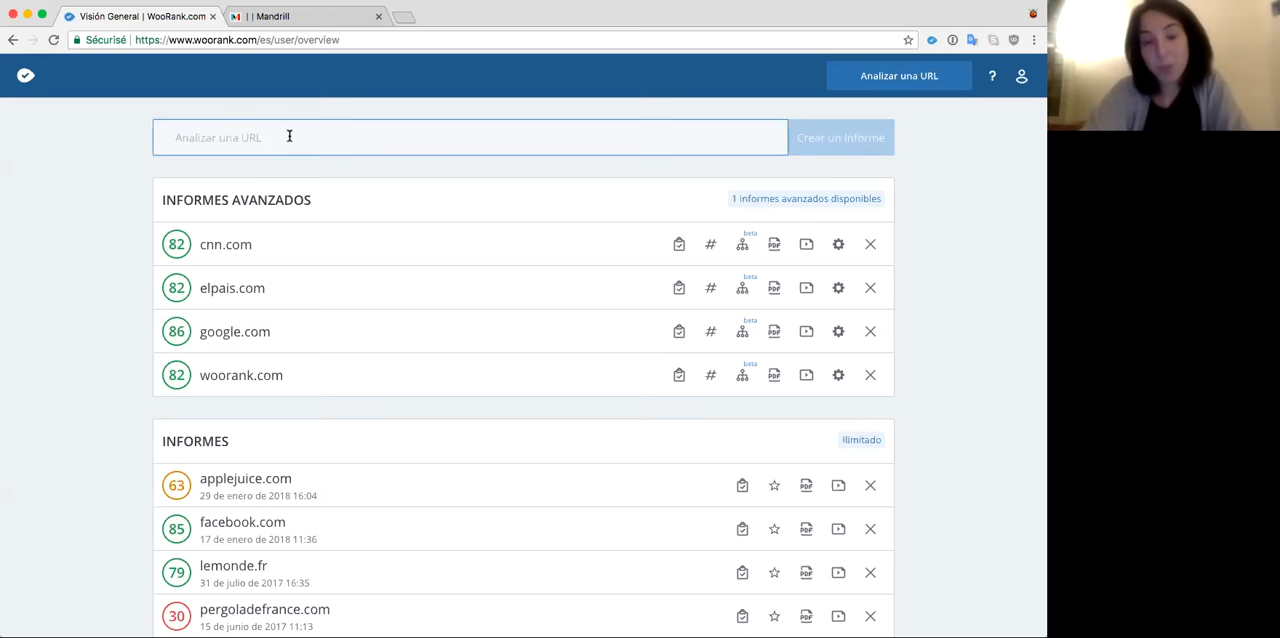 Visión General | WooRank.com
| | Mandrill
Sécurisé | https://www.woorank.com/es/user/overview
Analizar una URL
?
Analizar una URL
Crear un Informe
INFORMES AVANZADOS
1 informes avanzados disponibles
82 cnn.com # beta PDF
82 elpais.com # beta PDF
86 google.com # beta PDF
82 woorank.com # beta PDF
INFORMES
Ilimitado
63 applejuice.com PDF
29 de enero de 2018 16:04
85 facebook.com PDF
17 de enero de 2018 11:36
79 lemonde.fr PDF
31 de julio de 2017 16:35
30 pergoladefrance.com PDF
15 de junio de 2017 11:13